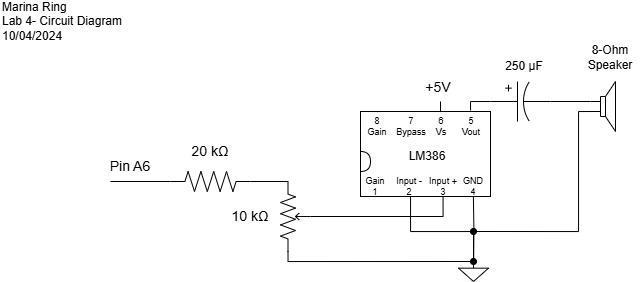 Marina Ring
Lab 4- Circuit Diagram
10/04/2024
8-Ohm
Speaker
250 µF
+
+5V
8 7 6 5
Gain Bypass Vs Vout
LM386
20 kΩ
Pin A6
Gain Input - Input + GND
1 2 3 4
10 kΩ